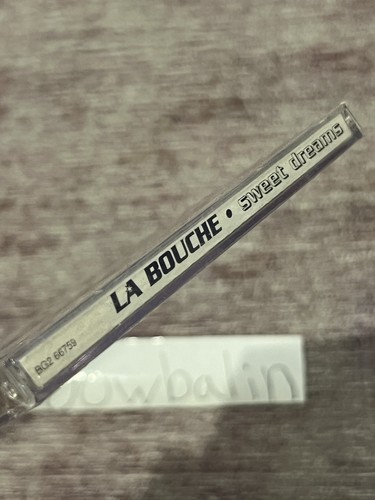 LA BOUCHE • sweet dreams
BG2 66759